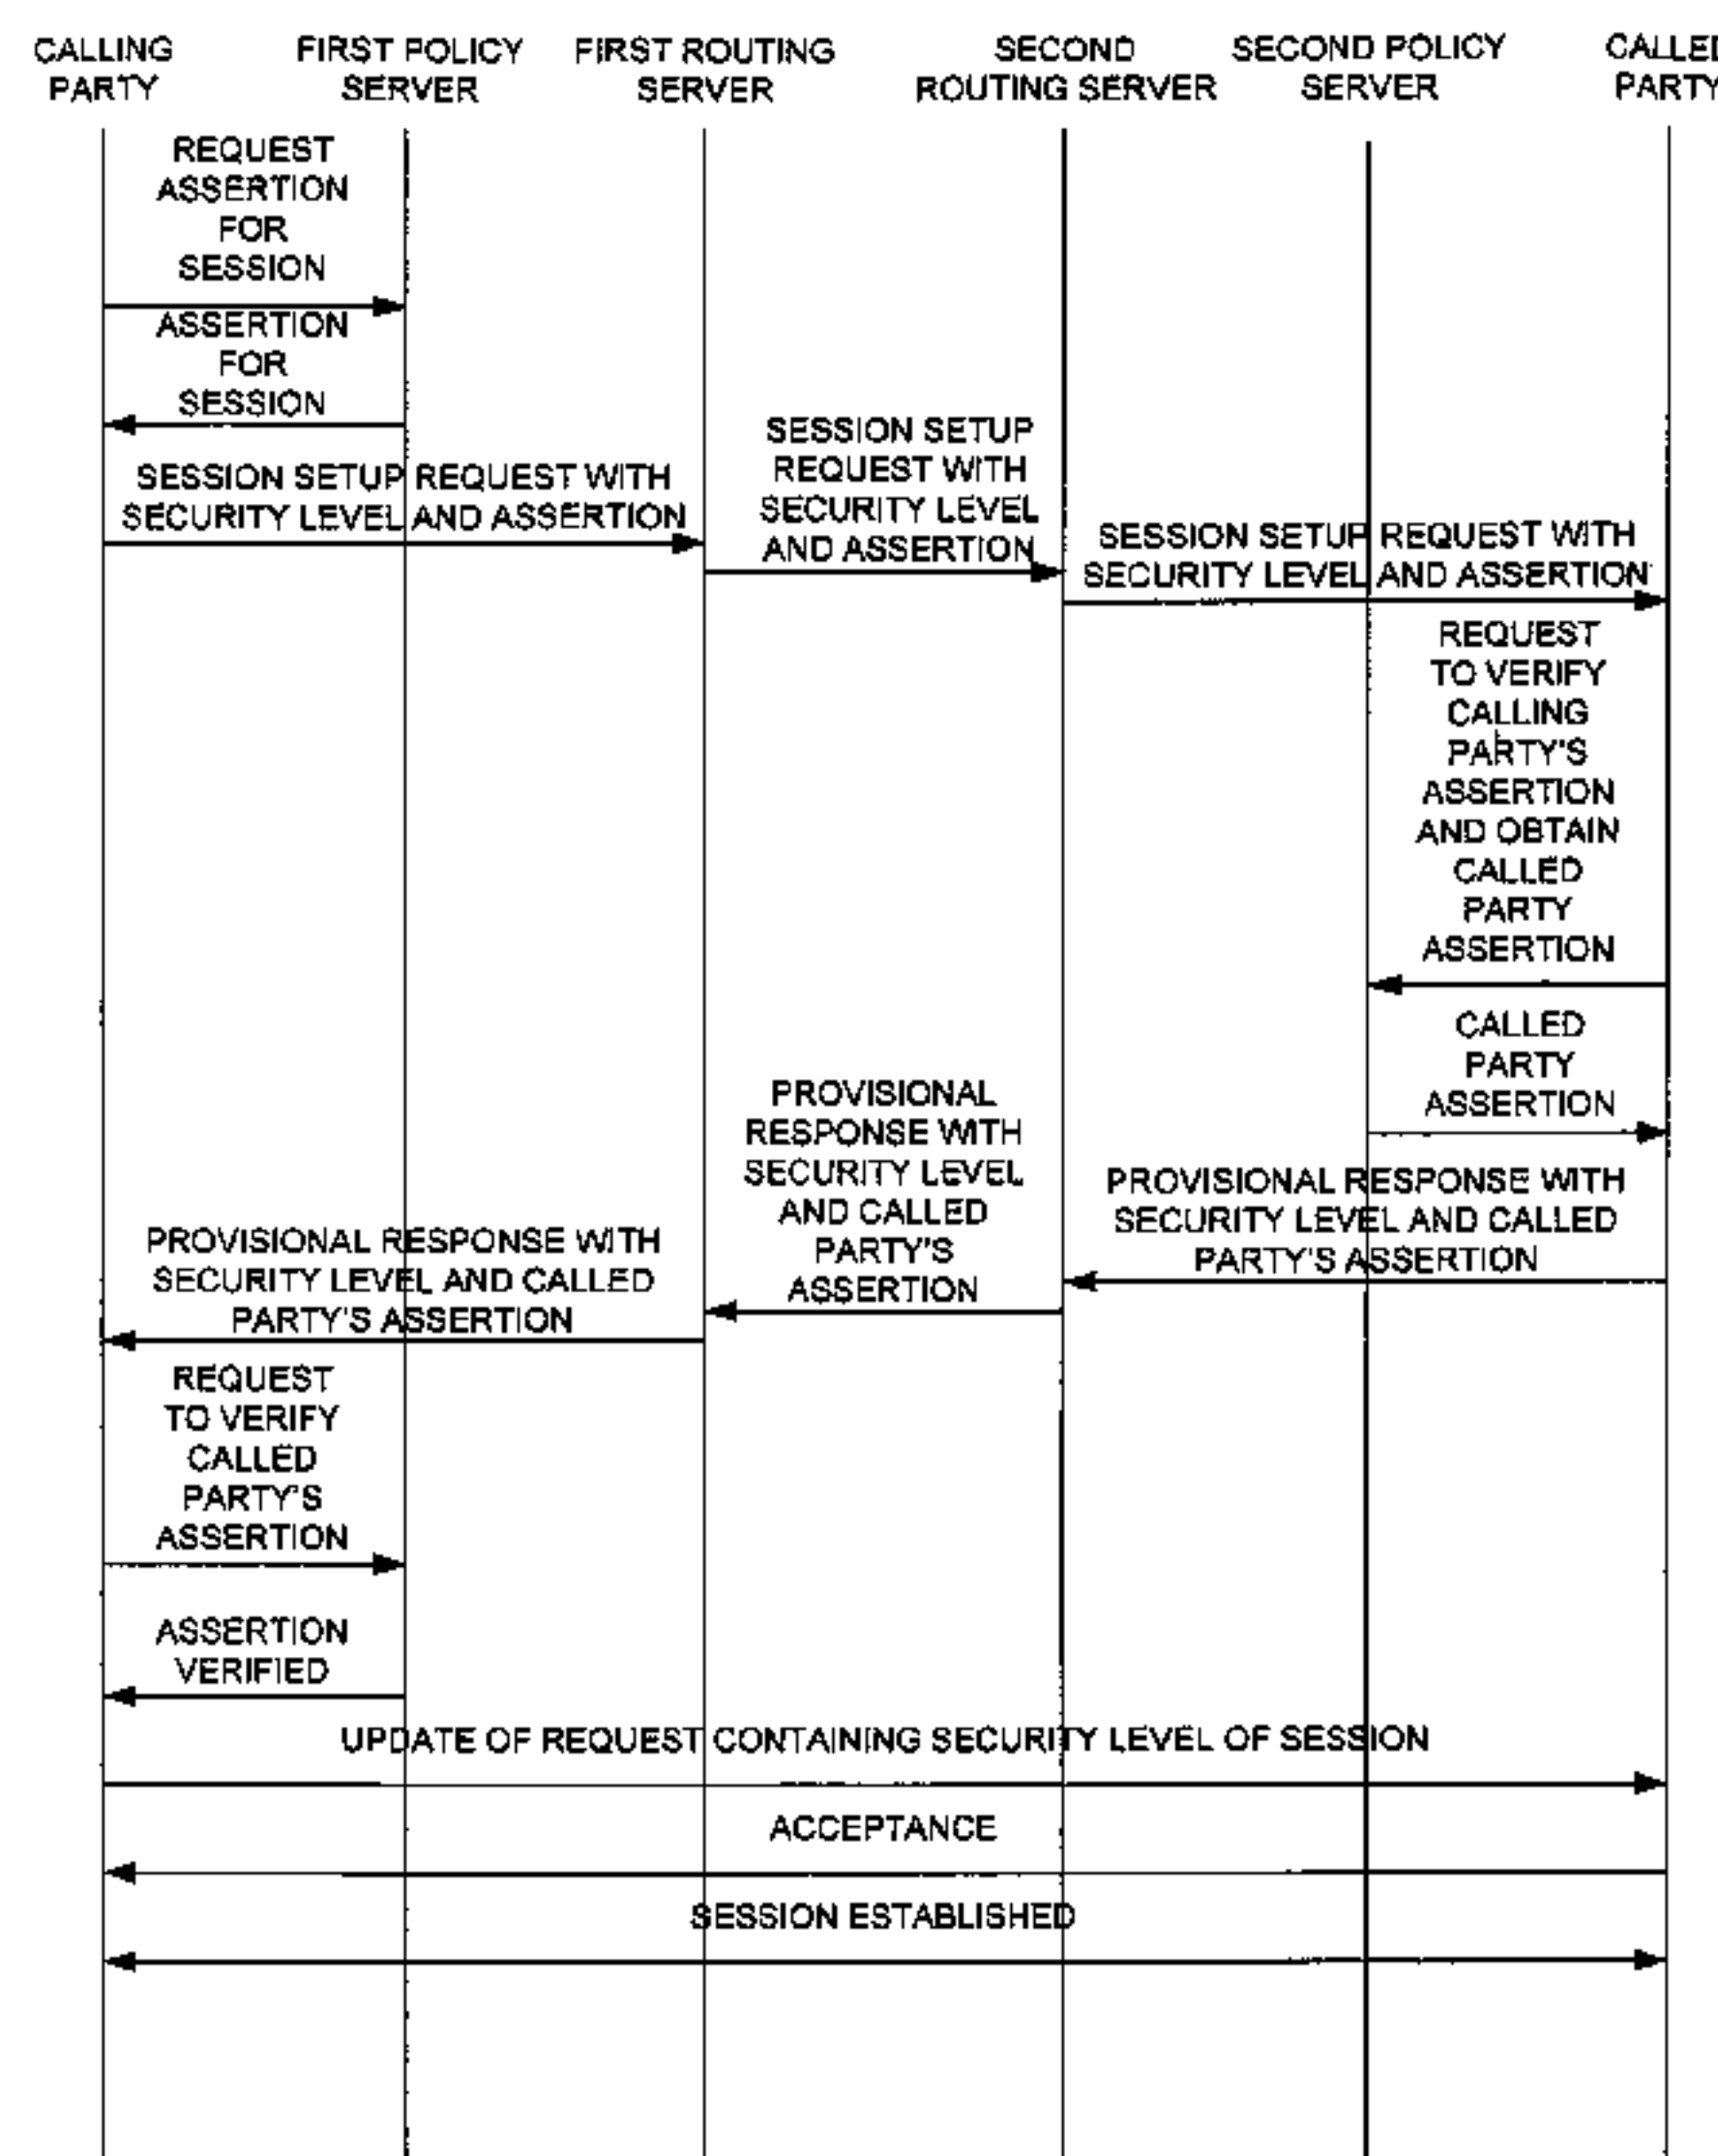 CALLING
PARTY
FIRST POLICY
SERVER
FIRST ROUTING
SERVER
SECOND
ROUTING SERVER
SECOND POLICY
SERVER
CALLED
PARTY
REQUEST
ASSERTION
FOR
SESSION
ASSERTION
FOR
SESSION
SESSION SETUP REQUEST WITH
SECURITY LEVEL AND ASSERTION
SESSION SETUP
REQUEST WITH
SECURITY LEVEL
AND ASSERTION
SESSION SETUP REQUEST WITH
SECURITY LEVEL AND ASSERTION
REQUEST
TO VERIFY
CALLING
PARTY'S
ASSERTION
AND OBTAIN
CALLED
PARTY
ASSERTION
CALLED
PARTY
ASSERTION
PROVISIONAL RESPONSE WITH
SECURITY LEVEL AND CALLED
PARTY'S ASSERTION
PROVISIONAL
RESPONSE WITH
SECURITY LEVEL
AND CALLED
PARTY"S
ASSERTION
PROVISIONAL RESPONSE WITH
SECURITY LEVEL AND CALLED
PARTY'S ASSERTION
REQUEST
TO VERIFY
CALLED
PARTY'S
ASSERTION
ASSERTION
VERIFIED
UPDATE OF REQUEST CONTAINING SECURITY LEVEL OF SESSION
ACCEPTANCE
SESSION ESTABLISHED